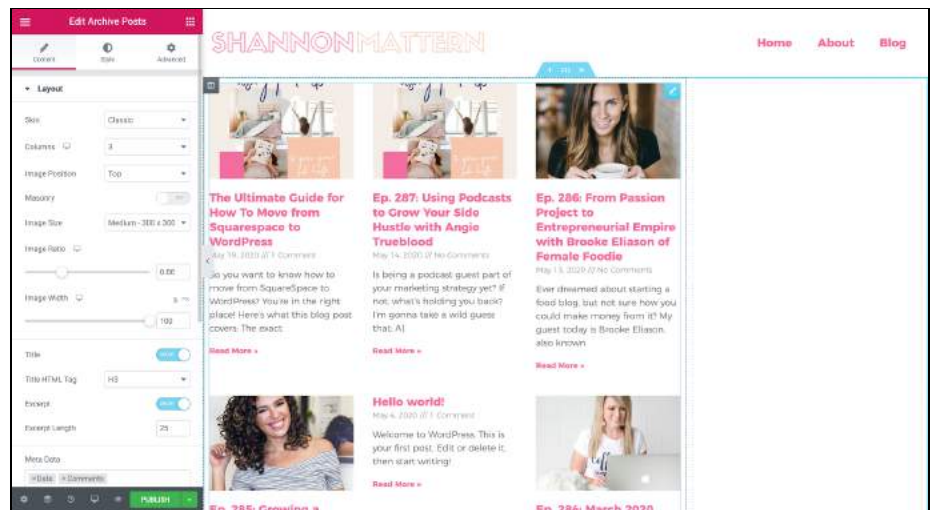 Edit Archive Posts
Content
Style
Advanced
Layout
Skin
Classic
Columns
3
Image Position
Top
Masonry
Image Size
Medium - 300 x 300
Image Ratio
0.66
Image Width
100
Title
Title HTML Tag
H3
Excerpt
Excerpt Length
25
Meta Data
× Date × Comments
PUBLISH
SHANNON MATTERN
Home About Blog
The Ultimate Guide for
How To Move from
Squarespace to
WordPress
May 19, 2020 /// 1 Comment
So you want to know how to
move from SquareSpace to
WordPress? You're in the right
place! Here's what this blog post
covers: The exact
Read More »
Ep. 287: Using Podcasts
to Grow Your Side
Hustle with Angie
Trueblood
May 14, 2020 /// No Comments
Is being a podcast guest part of
your marketing strategy yet? If
not, what's holding you back?
I'm gonna take a wild guess
that: A)
Read More »
Ep. 286: From Passion
Project to
Entrepreneurial Empire
with Brooke Eliason of
Female Foodie
May 13, 2020 /// No Comments
Ever dreamed about starting a
food blog, but not sure how you
could make money from it? My
guest today is Brooke Eliason,
also known
Read More »
Hello world!
May 6, 2020 /// 1 Comment
Welcome to WordPress. This is
your first post. Edit or delete it,
then start writing!
Read More »
Ep. 285: Growing a
Ep. 284: March 2020